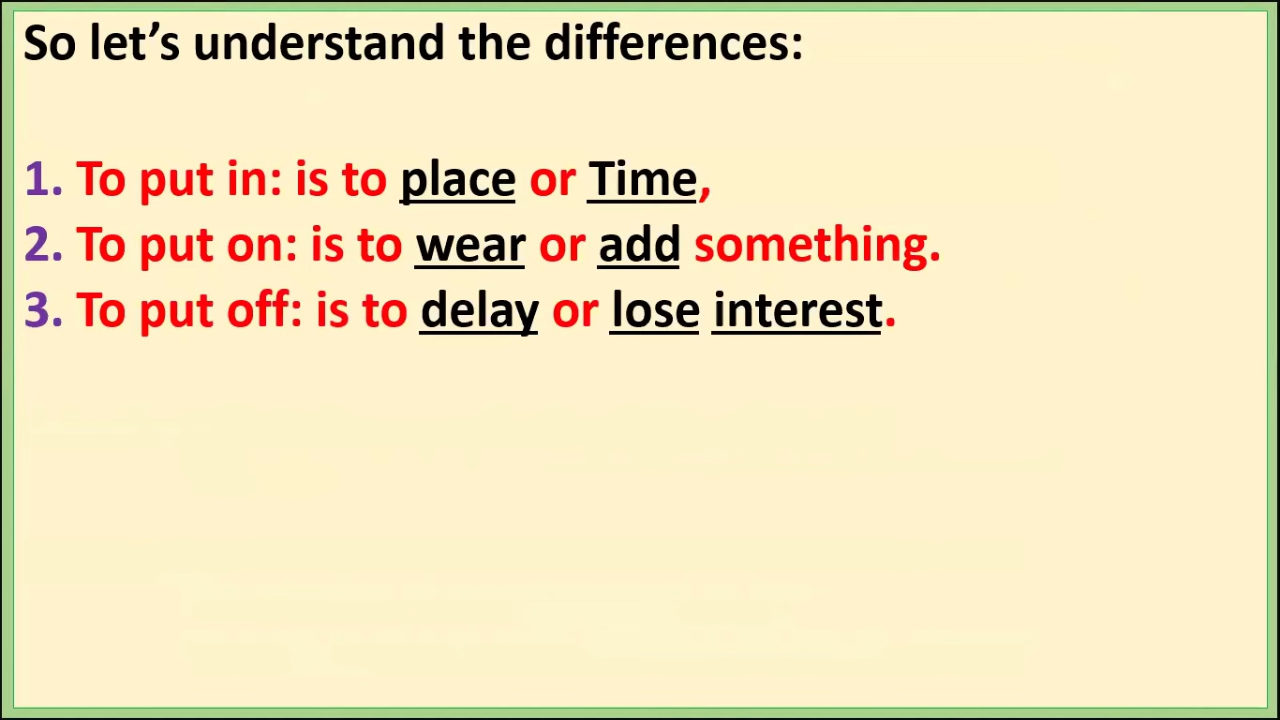 So let’s understand the differences:
1. To put in: is to place or Time,
2. To put on: is to wear or add something.
3. To put off: is to delay or lose interest.